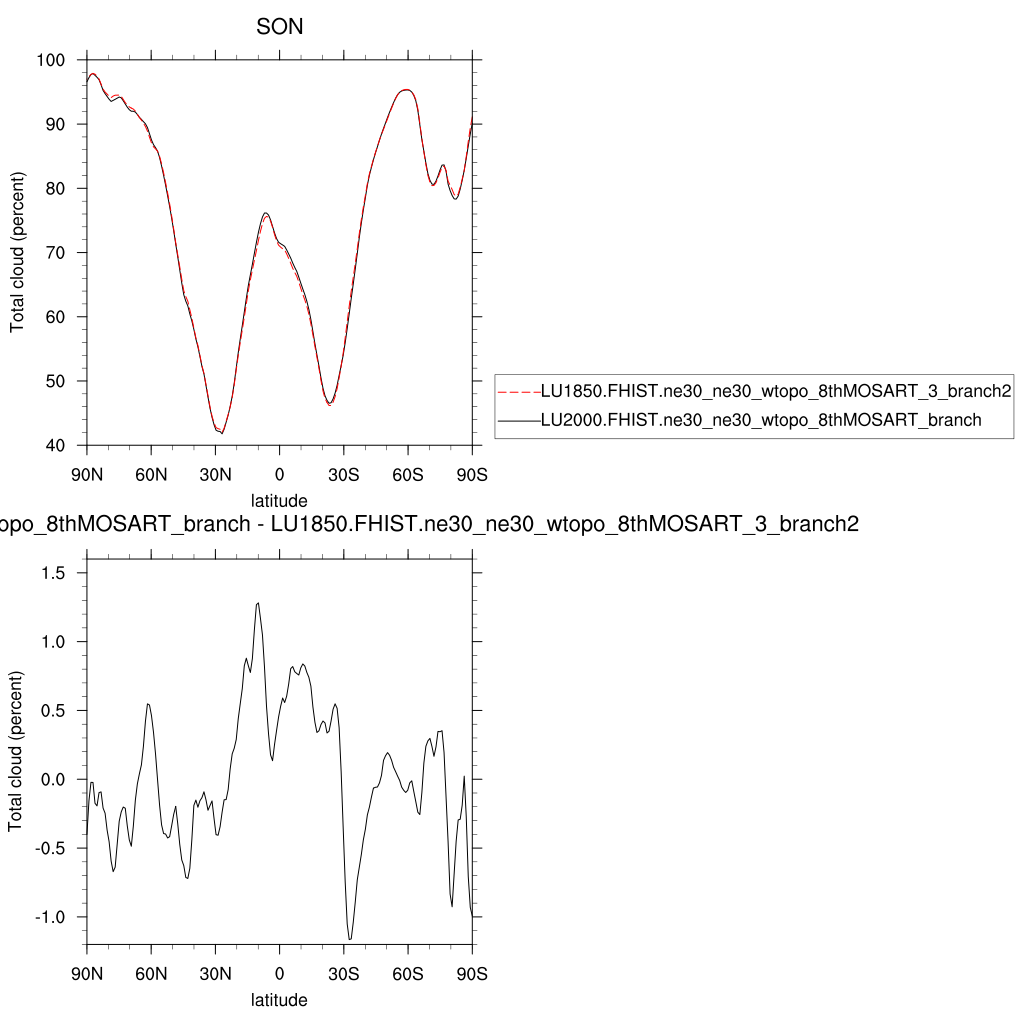 SON
100
90
80
70
60
50
40
Total cloud (percent)
90N 60N 30N 0 30S 60S 90S
latitude
LU1850.FHIST.ne30_ne30_wtopo_8thMOSART_3_branch2
LU2000.FHIST.ne30_ne30_wtopo_8thMOSART_branch
opo_8thMOSART_branch - LU1850.FHIST.ne30_ne30_wtopo_8thMOSART_3_branch2
1.5
1.0
0.5
0.0
-0.5
-1.0
Total cloud (percent)
90N 60N 30N 0 30S 60S 90S
latitude